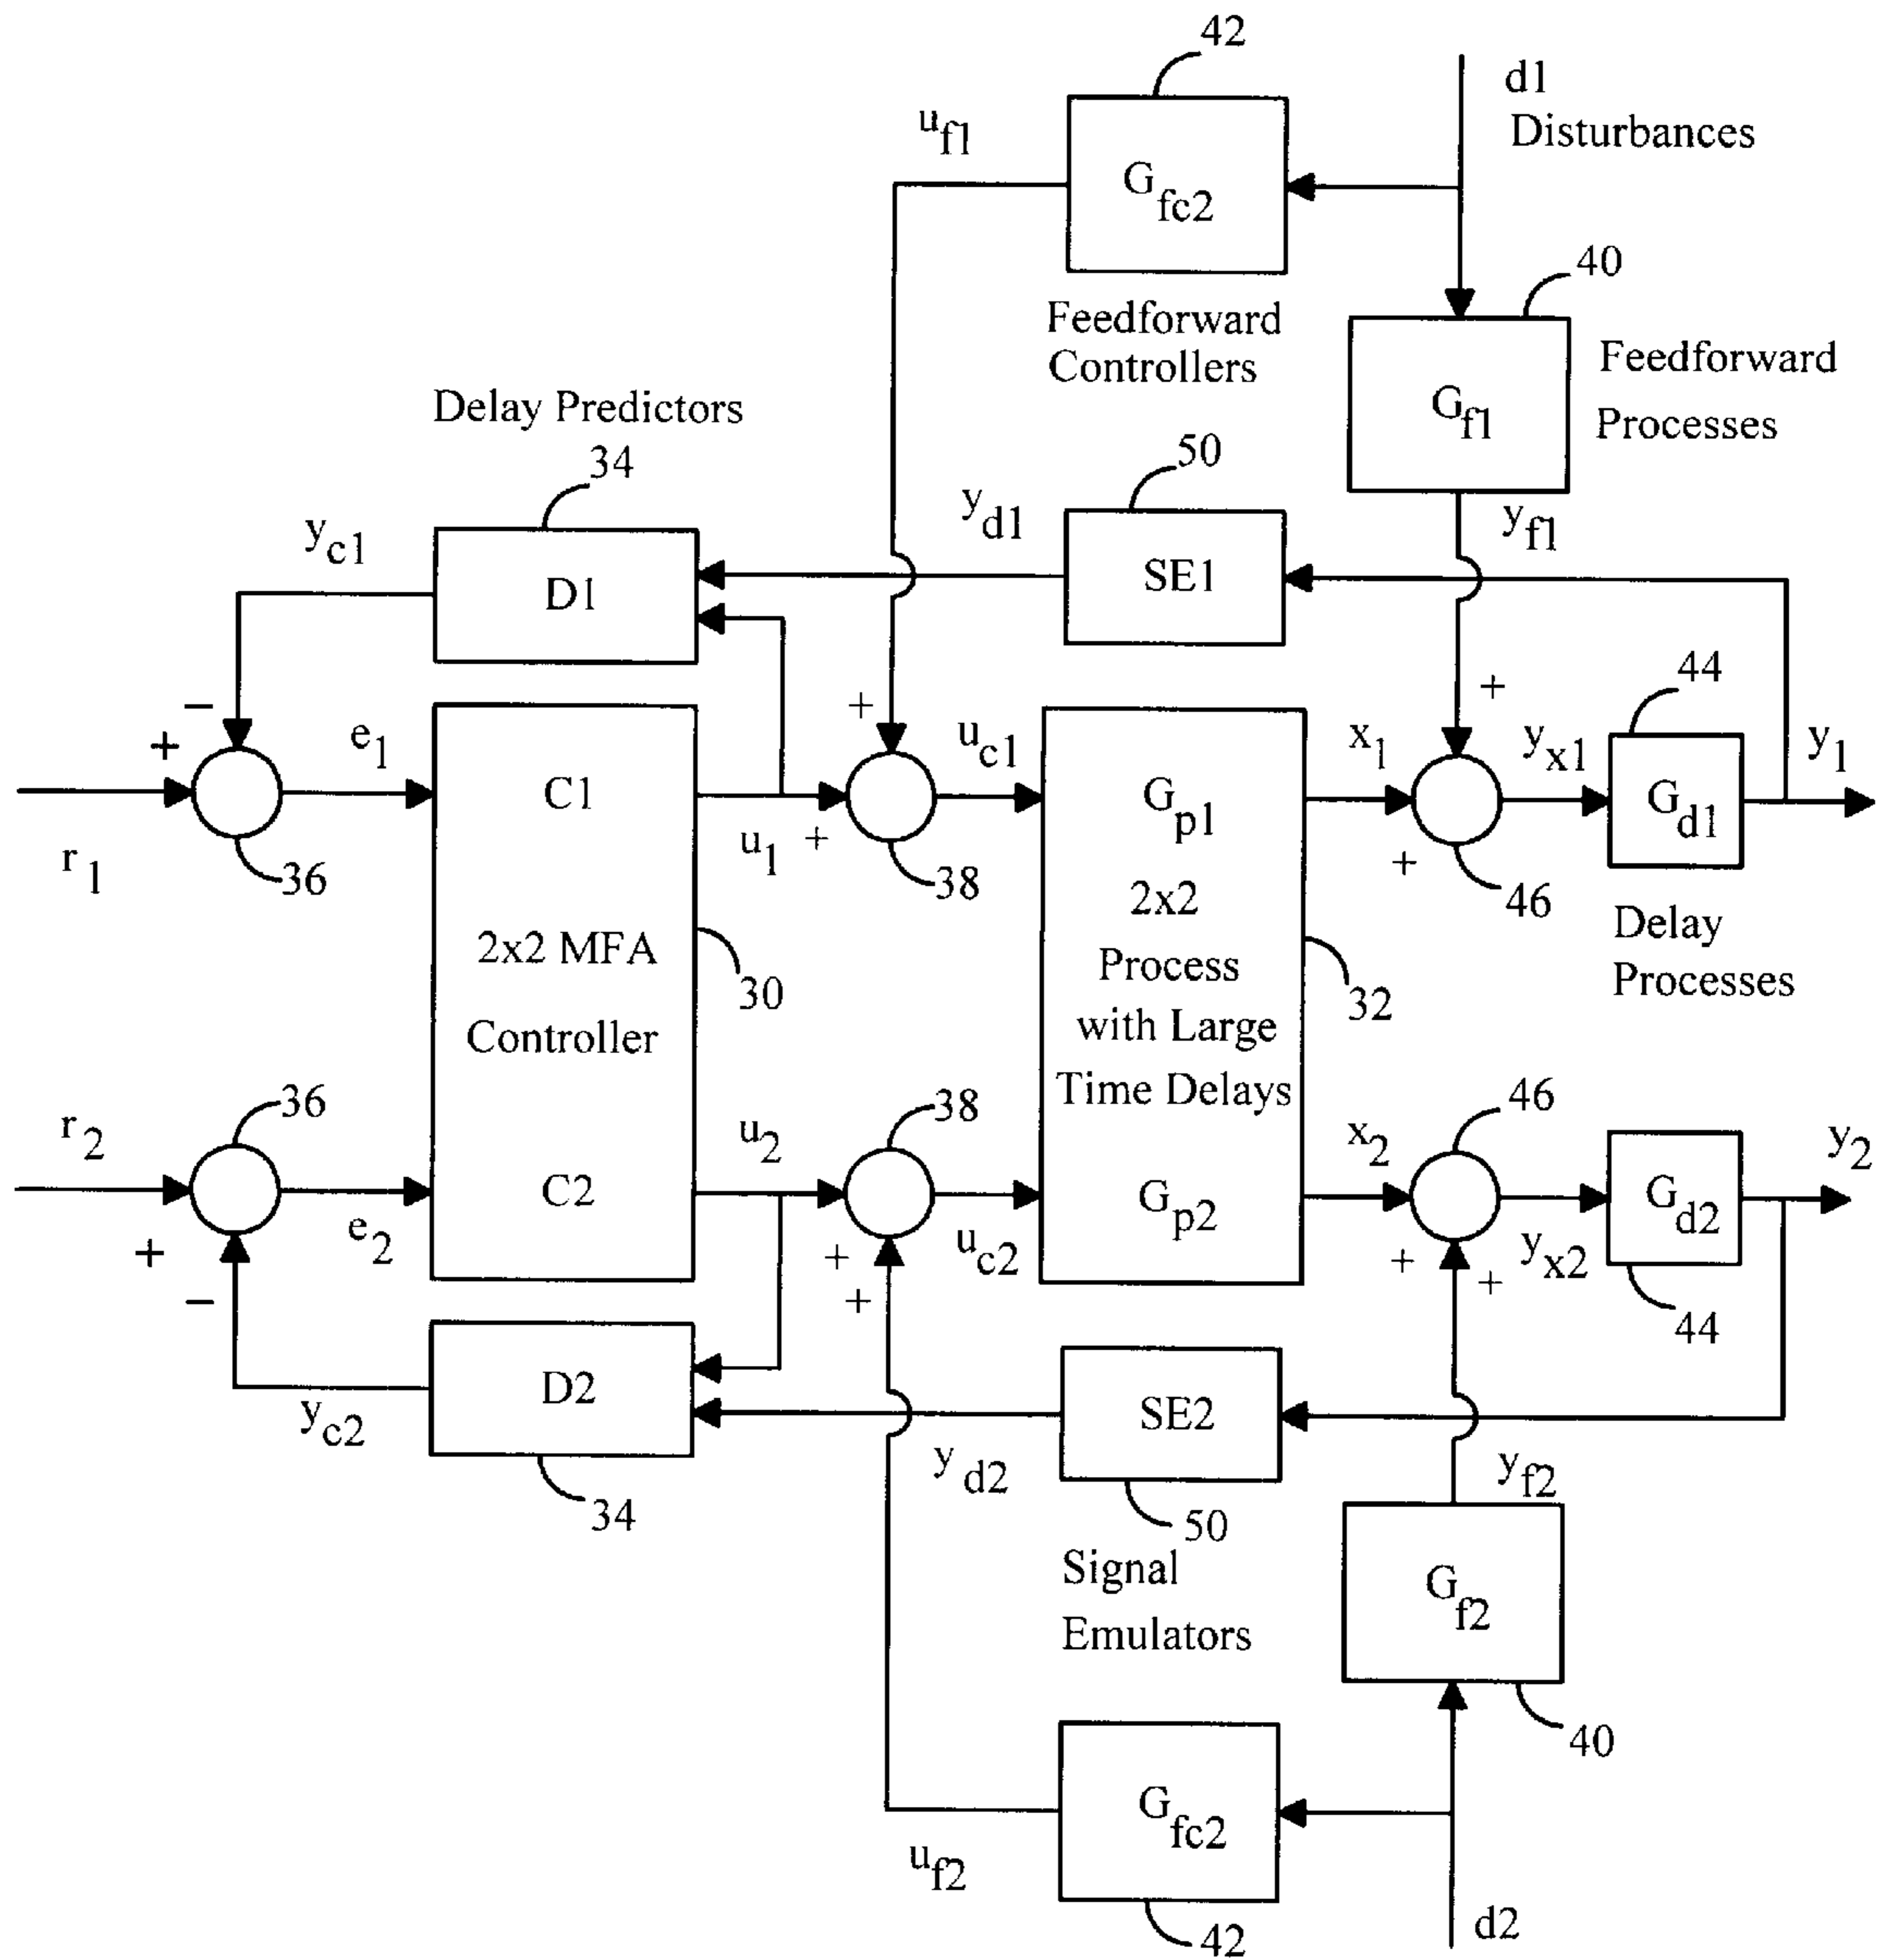 42
d1
Disturbances
u_f1
G_fc2
40
Feedforward
Controllers
Feedforward
Processes
G_f1
Delay Predictors
34
50
y_c1
y_d1
y_f1
D1
SE1
44
−
+
+
+
e_1
u_c1
x_1
y_x1
y_1
C1
G_p1
G_d1
r_1
36
u_1
+
38
+
46
2x2 MFA
Controller
30
2x2
Process
with Large
Time Delays
32
Delay
Processes
36
38
46
r_2
u_2
x_2
y_2
C2
G_p2
G_d2
e_2
+
−
+
+
u_c2
+
+
y_x2
44
D2
SE2
y_c2
y_d2
y_f2
34
50
Signal
Emulators
G_f2
40
G_fc2
u_f2
42
d2